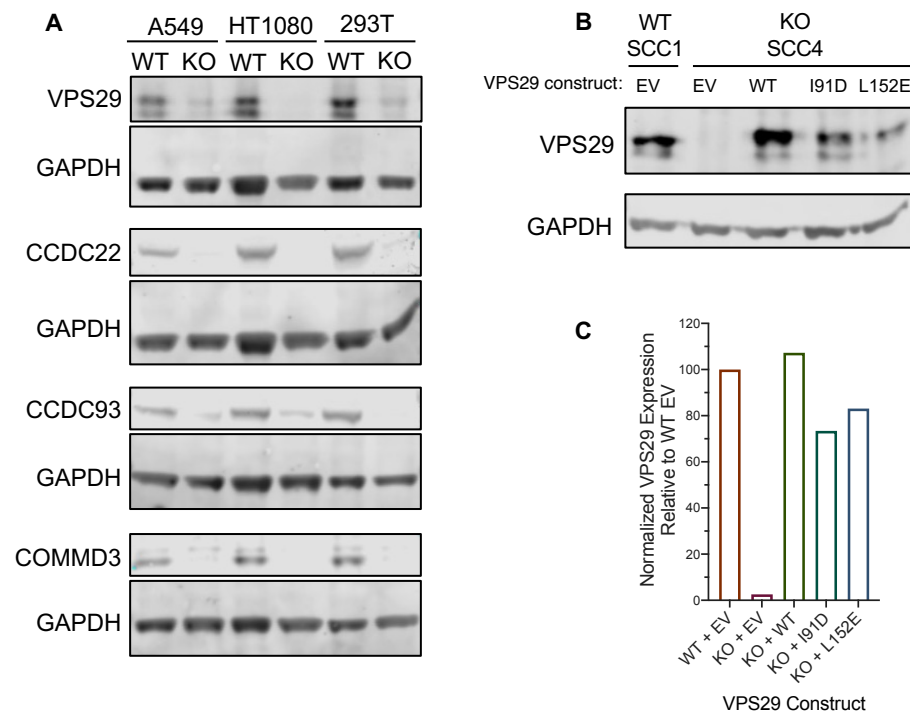 A
A549 HT1080 293T
WT KO WT KO WT KO
VPS29
GAPDH
CCDC22
GAPDH
CCDC93
GAPDH
COMMD3
GAPDH
B
WT KO
SCC1 SCC4
VPS29 construct: EV EV WT I91D L152E
VPS29
GAPDH
C
Normalized VPS29 Expression
Relative to WT EV
120
100
80
60
40
20
0
WT + EV
KO + EV
KO + WT
KO + I91D
KO + L152E
VPS29 Construct